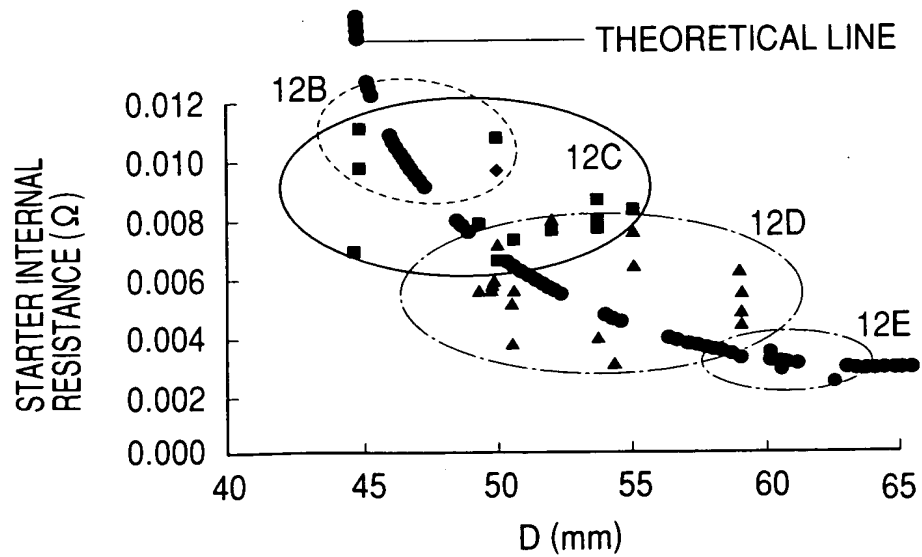 THEORETICAL LINE
12B
12C
12D
12E
STARTER INTERNAL
RESISTANCE (Ω)
0.012
0.010
0.008
0.006
0.004
0.002
0.000
40 45 50 55 60 65
D (mm)